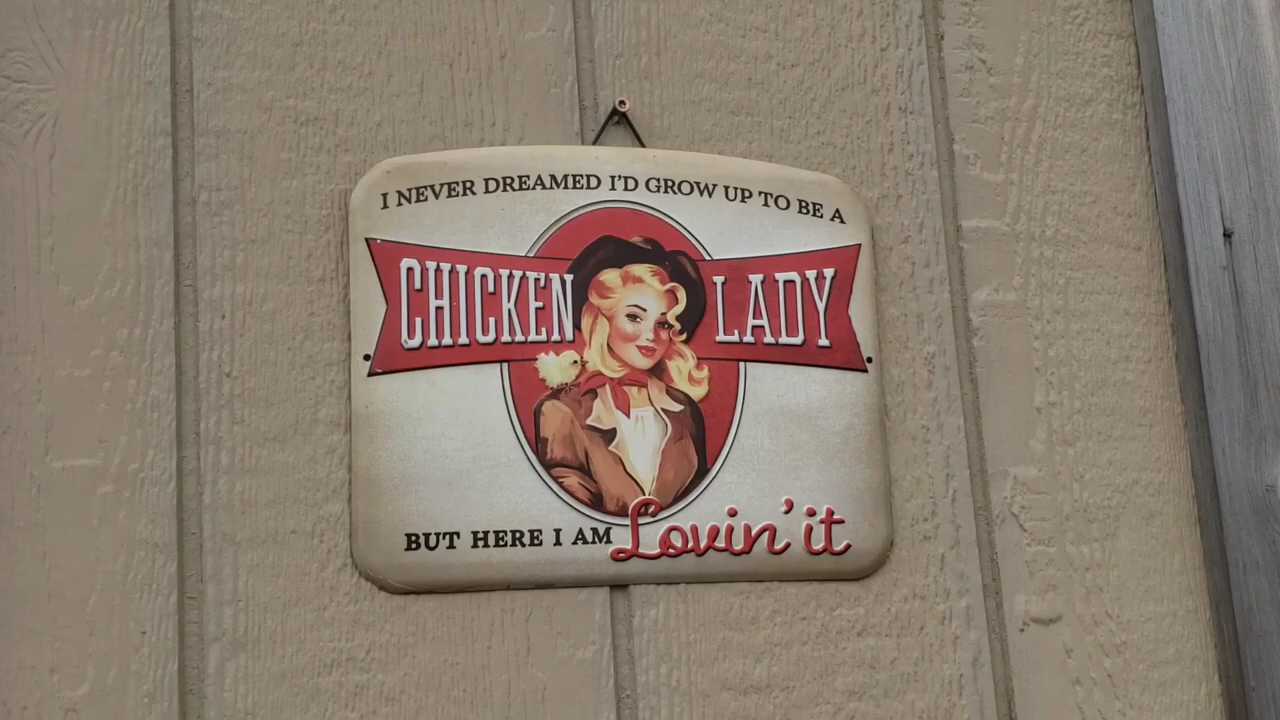 I NEVER DREAMED I'D GROW UP TO BE A
CHICKEN LADY
BUT HERE I AM Lovin' it